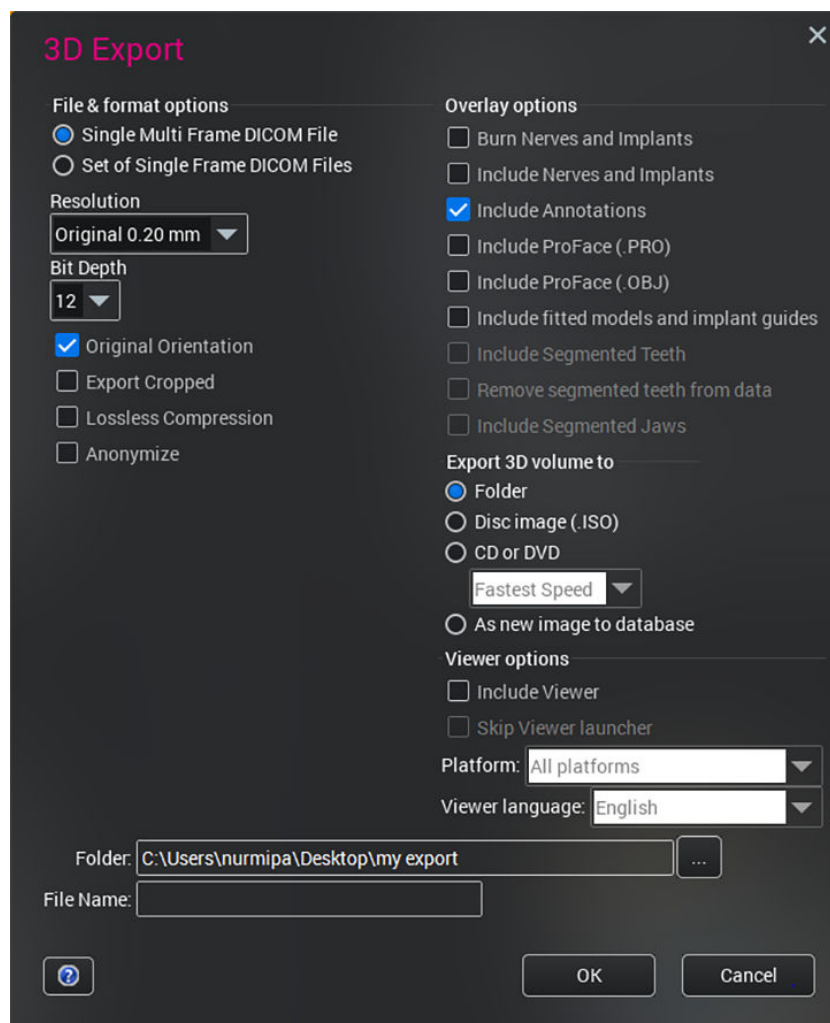 3D Export
File & format options
Single Multi Frame DICOM File
Set of Single Frame DICOM Files
Resolution
Original 0.20 mm
Bit Depth
12
Original Orientation
Export Cropped
Lossless Compression
Anonymize
Overlay options
Burn Nerves and Implants
Include Nerves and Implants
Include Annotations
Include ProFace (.PRO)
Include ProFace (.OBJ)
Include fitted models and implant guides
Include Segmented Teeth
Remove segmented teeth from data
Include Segmented Jaws
Export 3D volume to
Folder
Disc image (.ISO)
CD or DVD
Fastest Speed
As new image to database
Viewer options
Include Viewer
Skip Viewer launcher
Platform: All platforms
Viewer language: English
Folder: C:\Users\nurmipa\Desktop\my export
...
File Name:
?
OK
Cancel